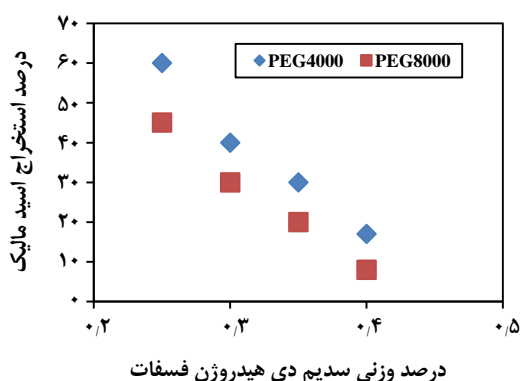 درصد استخراج اسید مالیک
۷۰
۶۰
۵۰
۴۰
۳۰
۲۰
۱۰
۰
PEG4000 PEG8000
۰/۲ ۰/۳ ۰/۴ ۰/۵
درصد وزنی سدیم دی هیدروژن فسفات